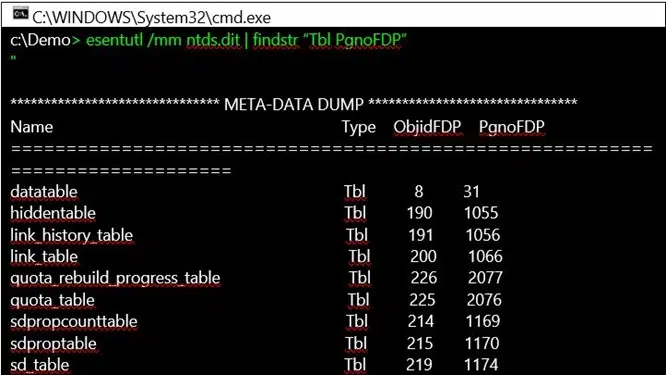 C:\WINDOWS\System32\cmd.exe
c:\Demo> esentutl /mm ntds.dit | findstr “Tbl PgnoFDP”
"
******************************* META-DATA DUMP *******************************
Name Type ObjidFDP PgnoFDP
==========================================================
====================
datatable Tbl 8 31
hiddentable Tbl 190 1055
link_history_table Tbl 191 1056
link_table Tbl 200 1066
quota_rebuild_progress_table Tbl 226 2077
quota_table Tbl 225 2076
sdpropcounttable Tbl 214 1169
sdproptable Tbl 215 1170
sd_table Tbl 219 1174